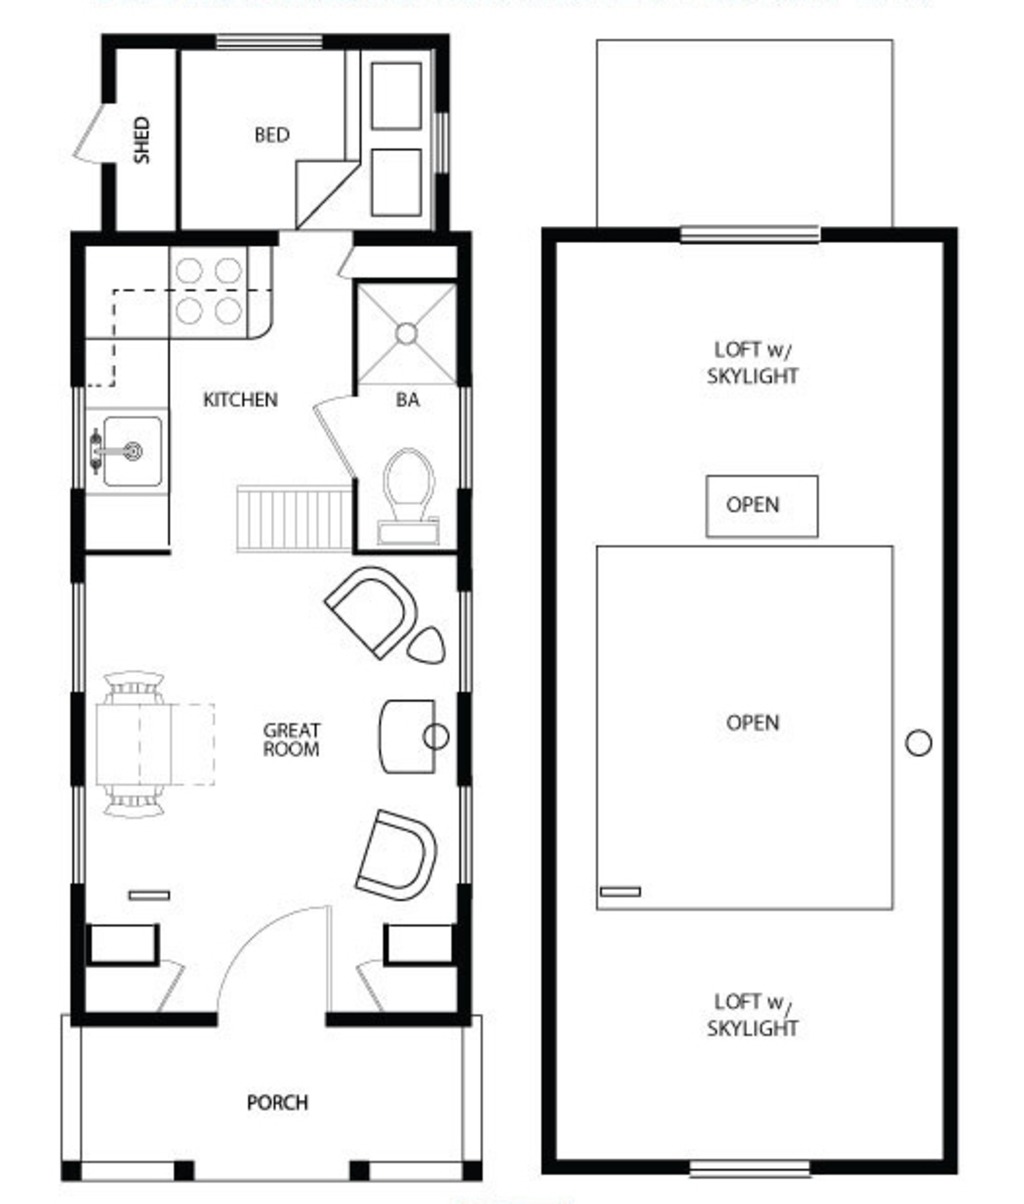 SHED
BED
KITCHEN
BA
GREAT
ROOM
PORCH
LOFT w/
SKYLIGHT
OPEN
OPEN
LOFT w/
SKYLIGHT